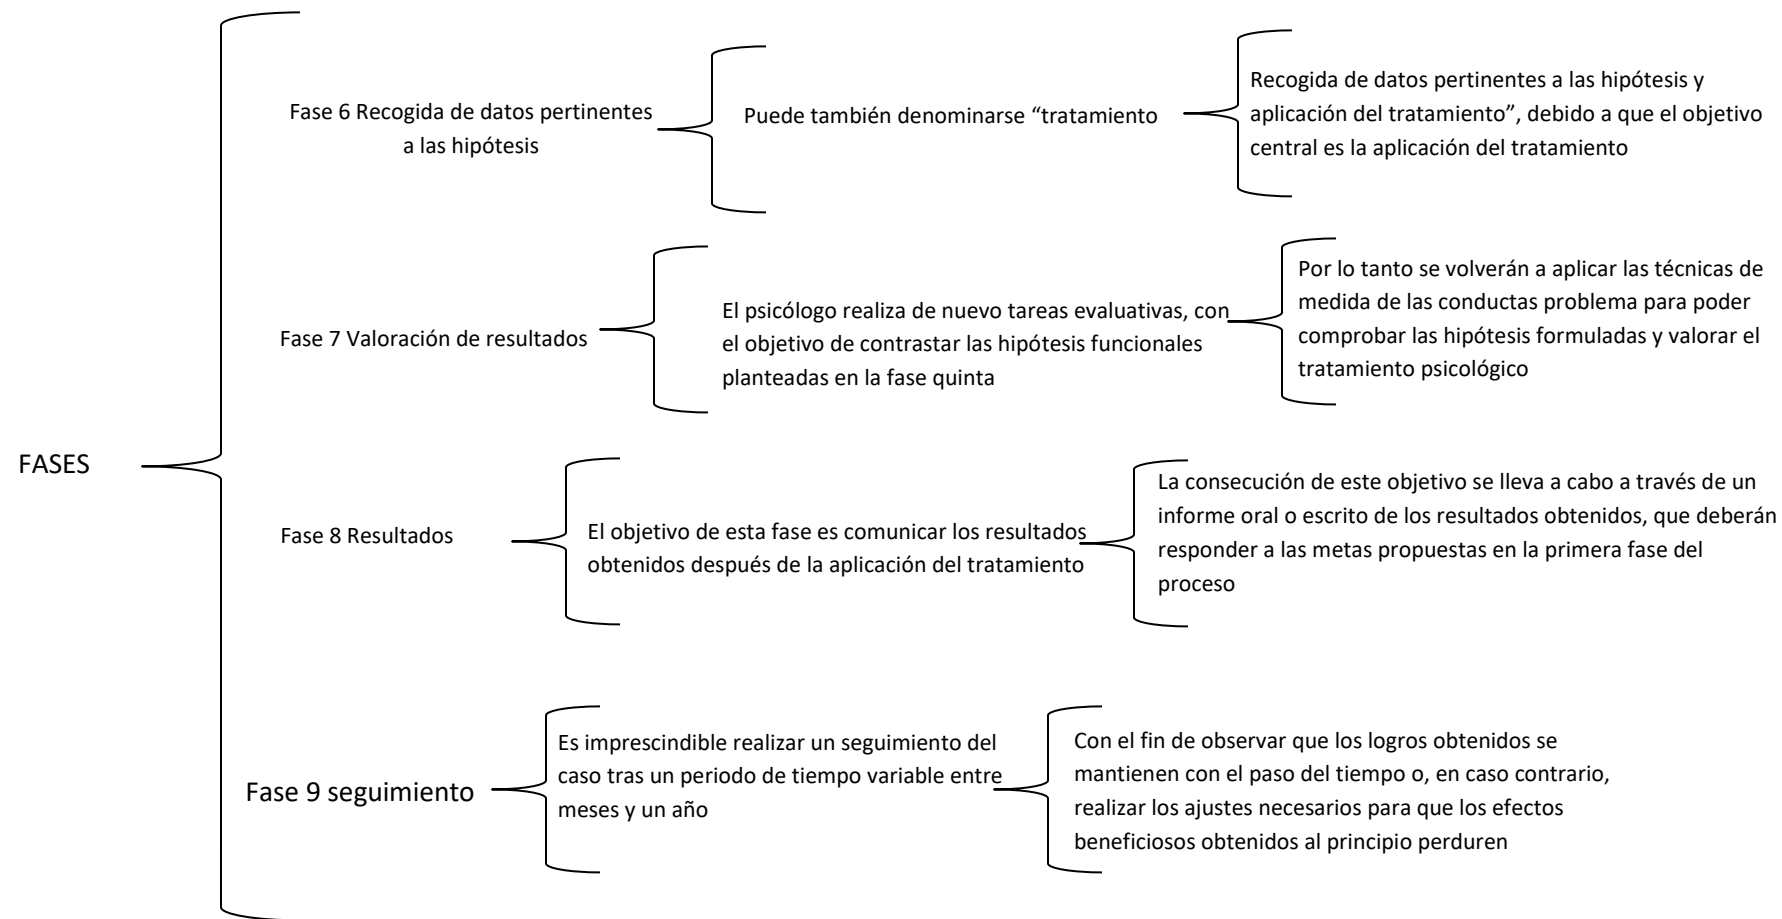 FASES
Fase 6 Recogida de datos pertinentes
a las hipótesis
Puede también denominarse “tratamiento
Recogida de datos pertinentes a las hipótesis y
aplicación del tratamiento”, debido a que el objetivo
central es la aplicación del tratamiento
Fase 7 Valoración de resultados
El psicólogo realiza de nuevo tareas evaluativas, con
el objetivo de contrastar las hipótesis funcionales
planteadas en la fase quinta
Por lo tanto se volverán a aplicar las técnicas de
medida de las conductas problema para poder
comprobar las hipótesis formuladas y valorar el
tratamiento psicológico
Fase 8 Resultados
El objetivo de esta fase es comunicar los resultados
obtenidos después de la aplicación del tratamiento
La consecución de este objetivo se lleva a cabo a través de un
informe oral o escrito de los resultados obtenidos, que deberán
responder a las metas propuestas en la primera fase del
proceso
Fase 9 seguimiento
Es imprescindible realizar un seguimiento del
caso tras un periodo de tiempo variable entre
meses y un año
Con el fin de observar que los logros obtenidos se
mantienen con el paso del tiempo o, en caso contrario,
realizar los ajustes necesarios para que los efectos
beneficiosos obtenidos al principio perduren